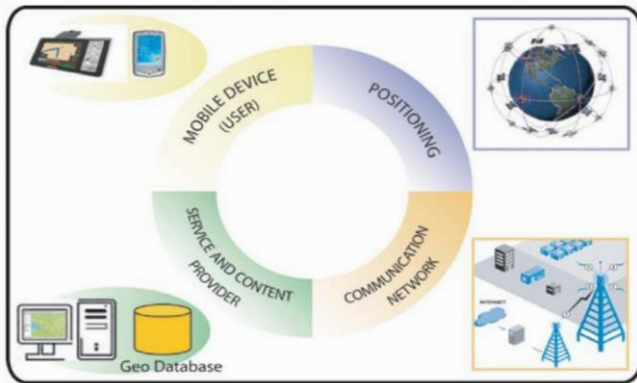 MOBILE DEVICE
(USER)
POSITIONING
SERVICE AND CONTENT
PROVIDER
COMMUNICATION
NETWORK
INTERNET
Geo Database